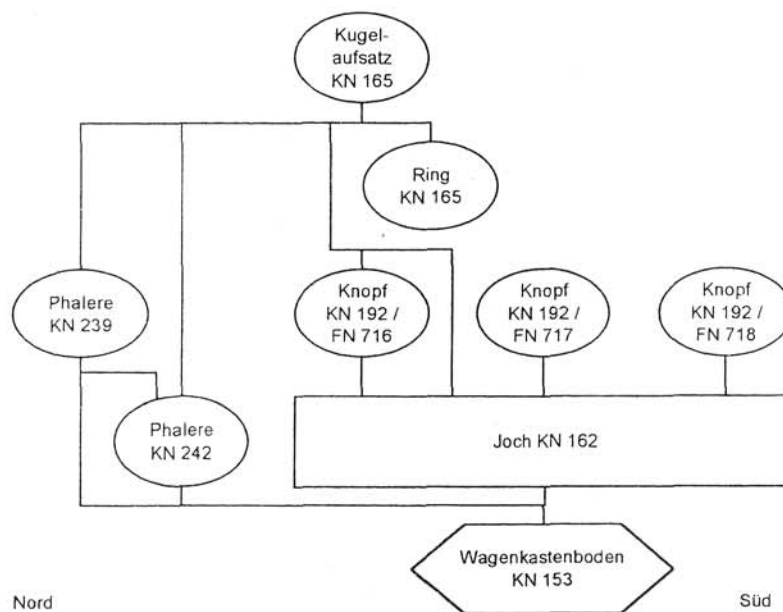 Kugel-
aufsatz
KN 165
Ring
KN 165
Phalere
KN 239
Knopf
KN 192 /
FN 716
Knopf
KN 192 /
FN 717
Knopf
KN 192 /
FN 718
Phalere
KN 242
Joch KN 162
Wagenkastenboden
KN 153
Nord
Süd